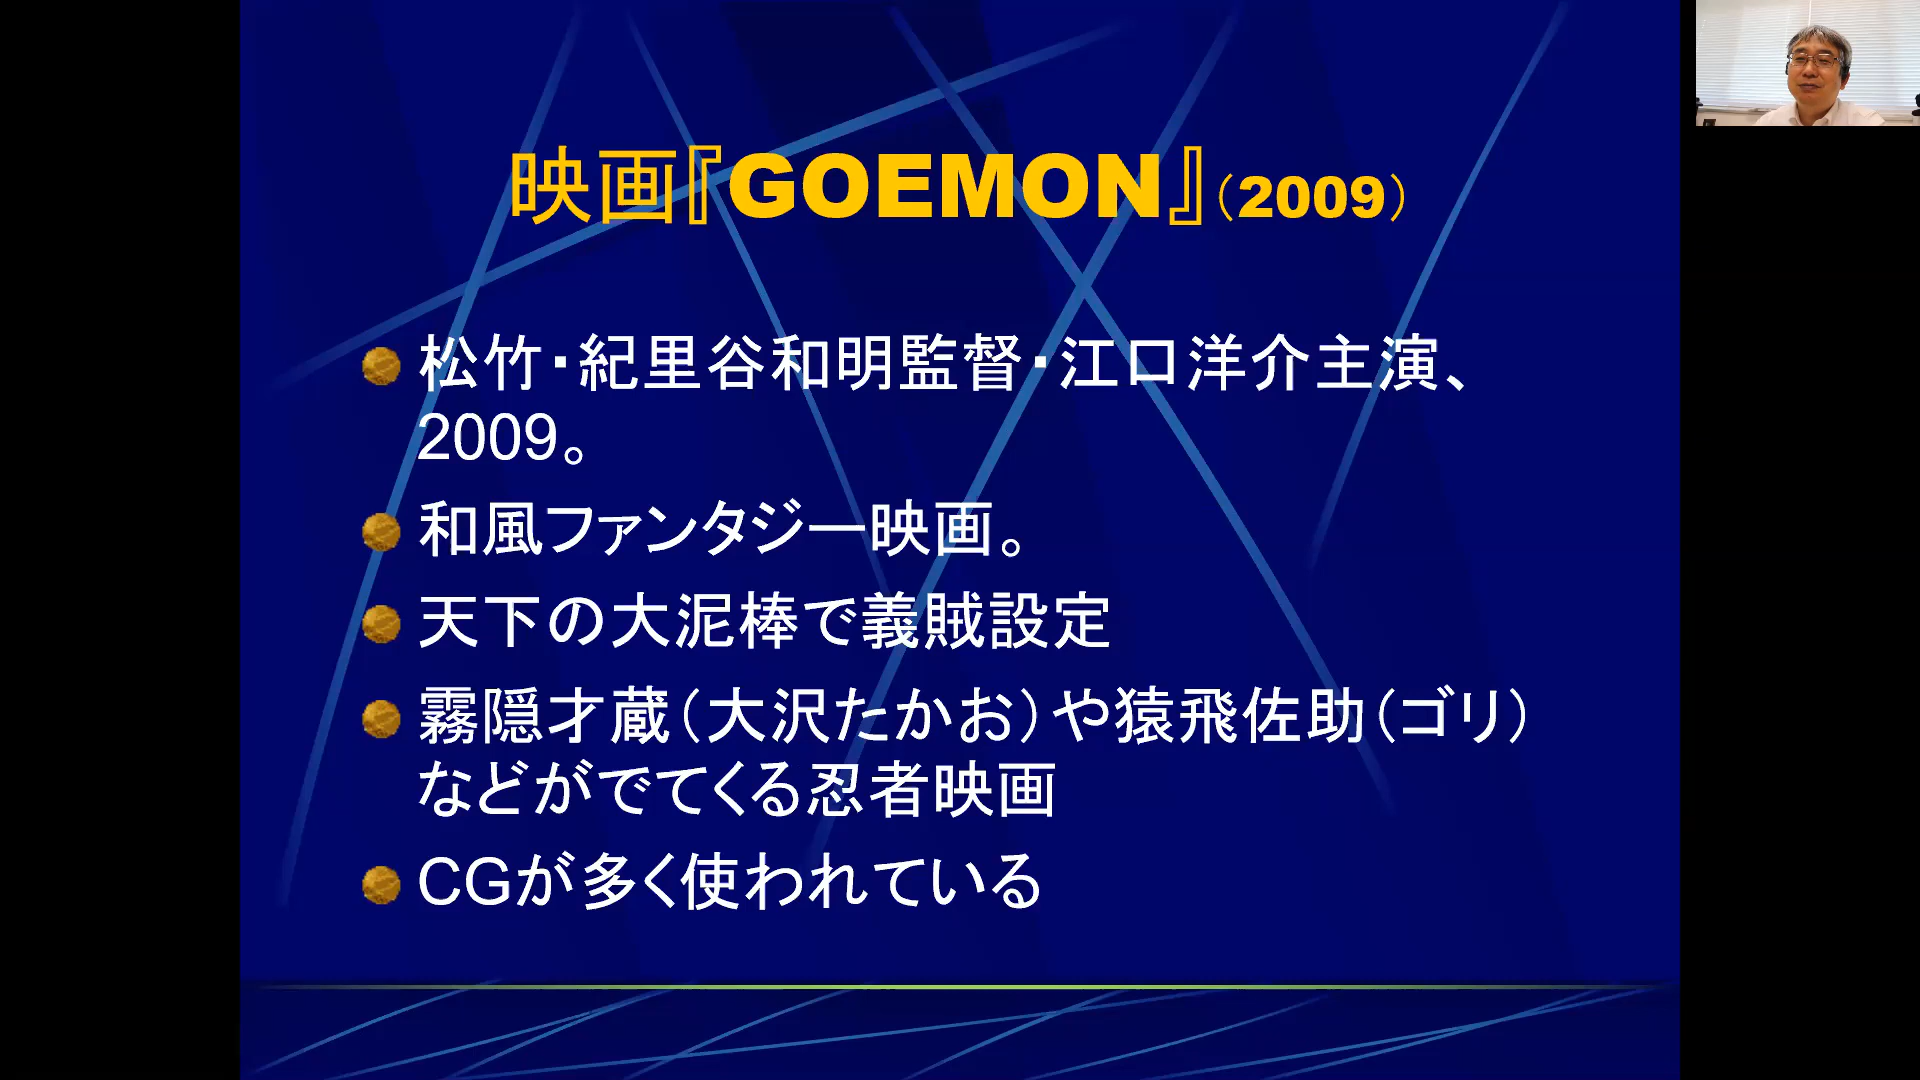 映画『GOEMON』（2009）
松竹・紀里谷和明監督・江口洋介主演、
2009。
和風ファンタジー映画。
天下の大泥棒で義賊設定
霧隠才蔵（大沢たかお）や猿飛佐助（ゴリ）
などがでてくる忍者映画
CGが多く使われている